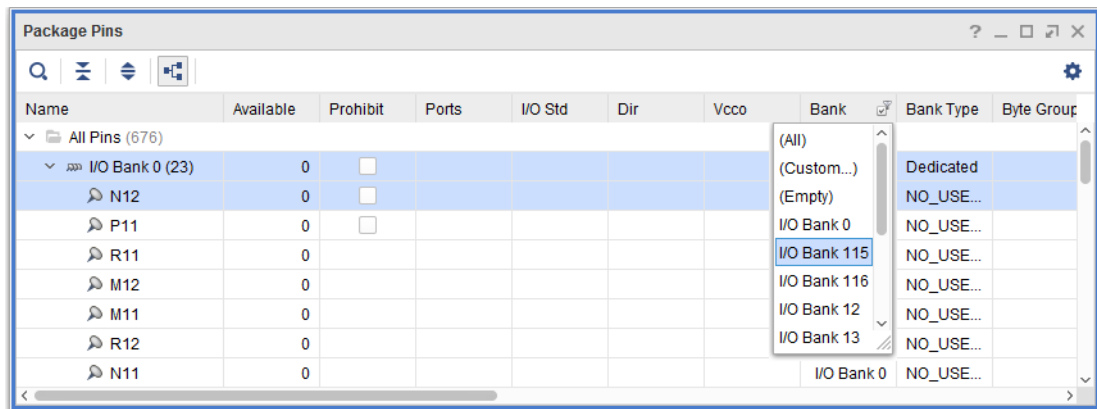 Package Pins
Name Available Prohibit Ports I/O Std Dir Vcco Bank Bank Type Byte Group
All Pins (676)
I/O Bank 0 (23) 0 Dedicated
N12 0 NO_USE...
P11 0 NO_USE...
R11 0 NO_USE...
M12 0 NO_USE...
M11 0 NO_USE...
R12 0 NO_USE...
N11 0 I/O Bank 0 NO_USE...
(All)
(Custom...)
(Empty)
I/O Bank 0
I/O Bank 115
I/O Bank 116
I/O Bank 12
I/O Bank 13